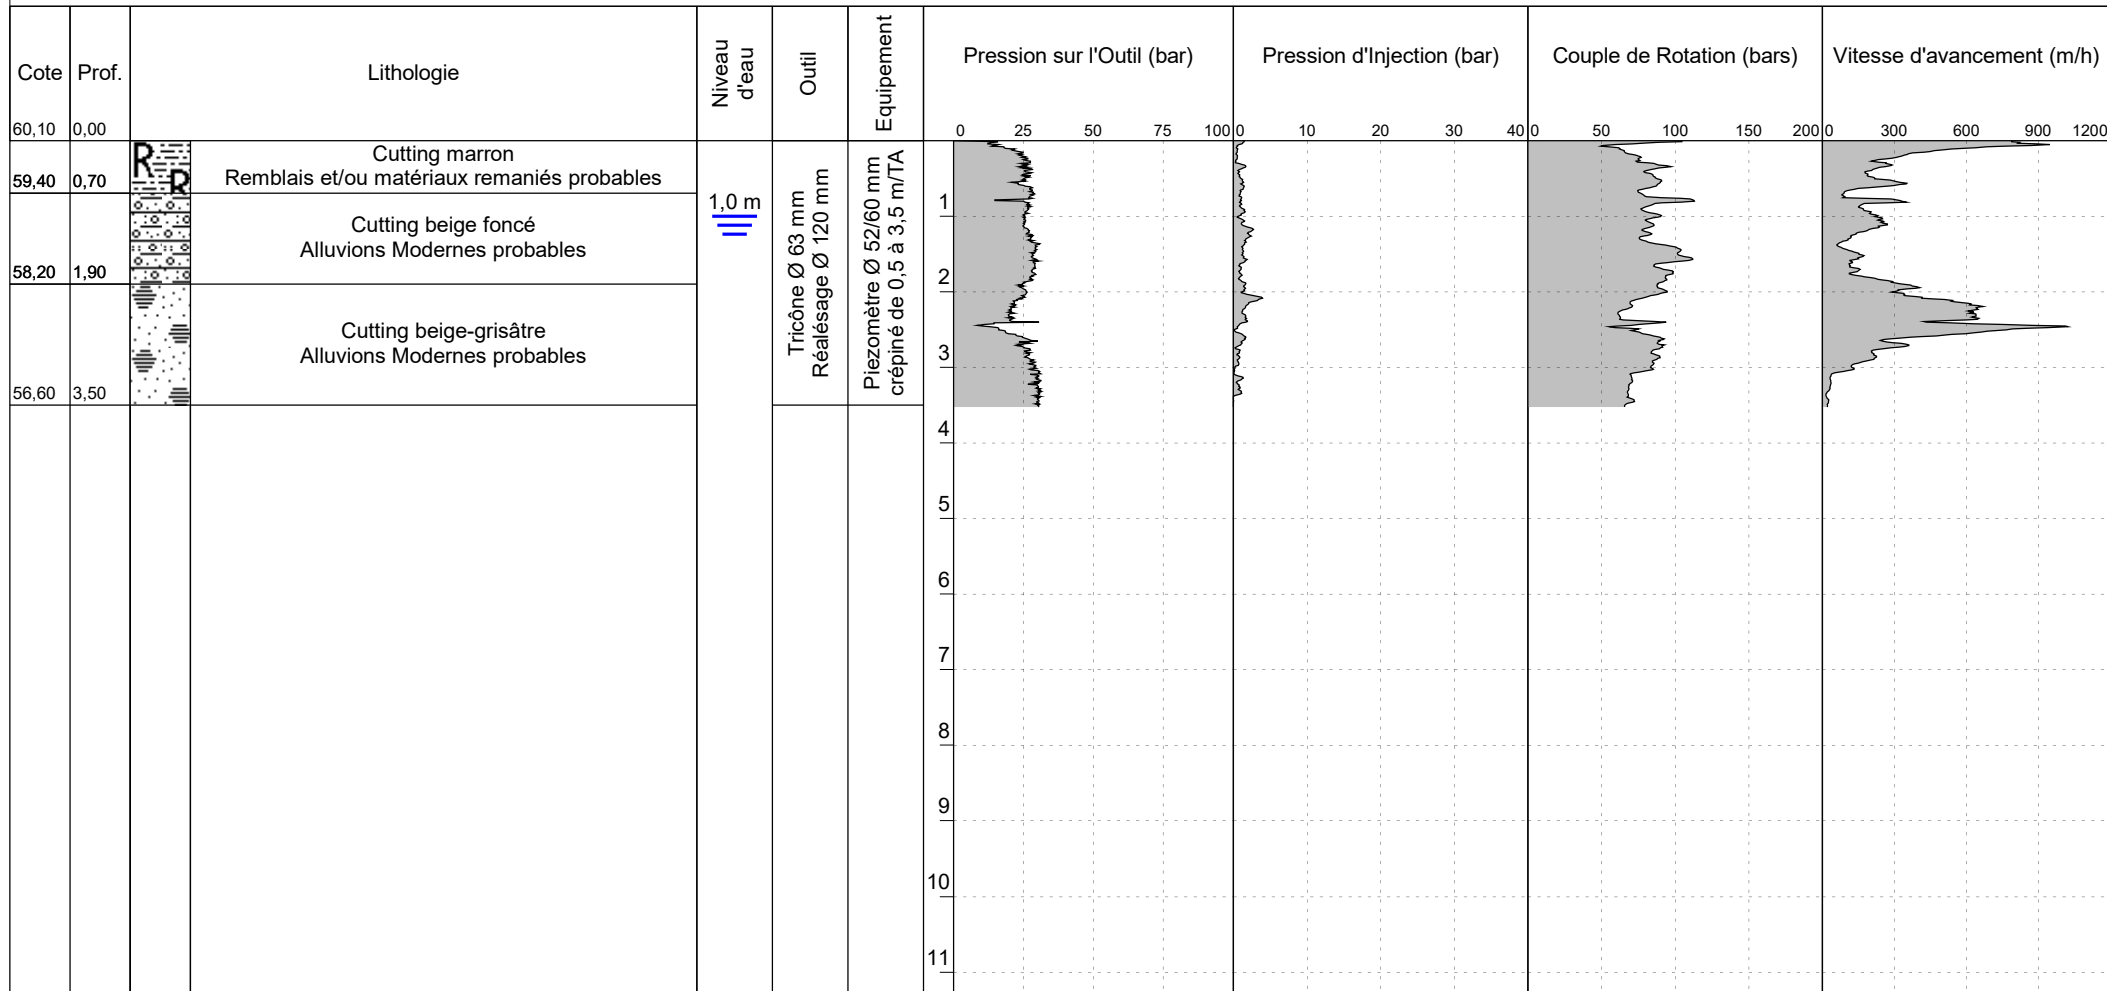 Cote
Prof.
Lithologie
Niveau
d'eau
Outil
Equipement
Pression sur l'Outil (bar)
Pression d'Injection (bar)
Couple de Rotation (bars)
Vitesse d'avancement (m/h)
60,10
0,00
0 25 50 75 100
0 10 20 30 40
0 50 100 150 200
0 300 600 900 1200
R
R
Cutting marron
Remblais et/ou matériaux remaniés probables
59,40
0,70
Cutting beige foncé
Alluvions Modernes probables
58,20
1,90
Cutting beige-grisâtre
Alluvions Modernes probables
56,60
3,50
1,0 m
Tricône Ø 63 mm
Réalésage Ø 120 mm
Piezomètre Ø 52/60 mm
crépiné de 0,5 à 3,5 m/TA
1
2
3
4
5
6
7
8
9
10
11